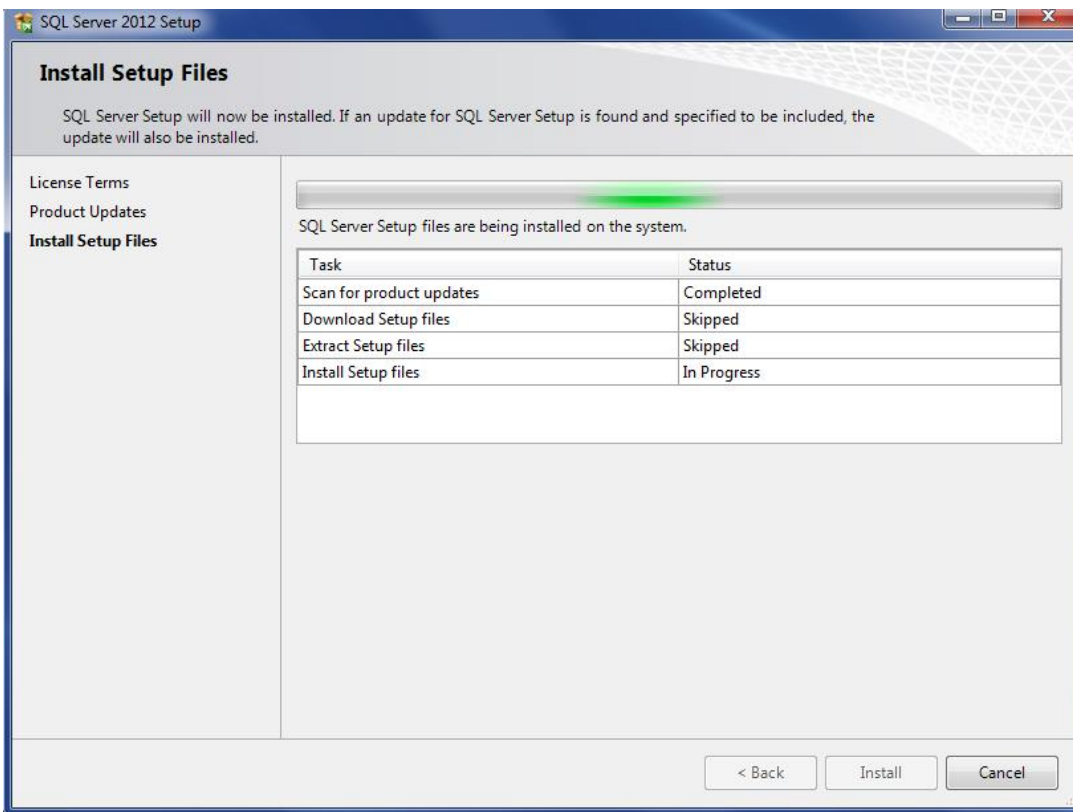 SQL Server 2012 Setup
Install Setup Files
SQL Server Setup will now be installed. If an update for SQL Server Setup is found and specified to be included, the
update will also be installed.
License Terms
Product Updates
Install Setup Files
SQL Server Setup files are being installed on the system.
Task Status
Scan for product updates Completed
Download Setup files Skipped
Extract Setup files Skipped
Install Setup files In Progress
< Back Install Cancel